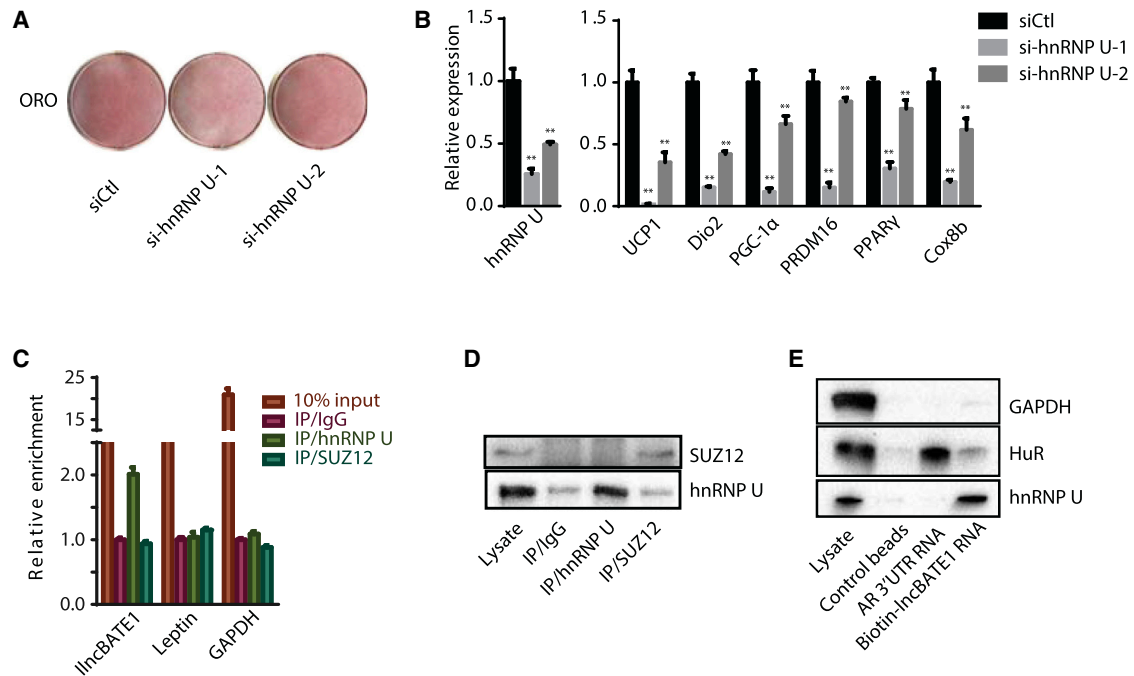 A
ORO
siCtl
si-hnRNP U-1
si-hnRNP U-2
B
Relative expression
1.5
1.0
0.5
0.0
**
**
hnRNP U
1.5
1.0
0.5
0.0
**
**
**
**
**
**
**
**
**
**
**
**
UCP1
Dio2
PGC-1α
PRDM16
PPARγ
Cox8b
siCtl
si-hnRNP U-1
si-hnRNP U-2
C
Relative enrichment
25
15
2.0
1.0
0.0
llncBATE1
Leptin
GAPDH
10% input
IP/IgG
IP/hnRNP U
IP/SUZ12
D
SUZ12
hnRNP U
Lysate
IP/IgG
IP/hnRNP U
IP/SUZ12
E
GAPDH
HuR
hnRNP U
Lysate
Control beads
AR 3'UTR RNA
Biotin-lncBATE1 RNA